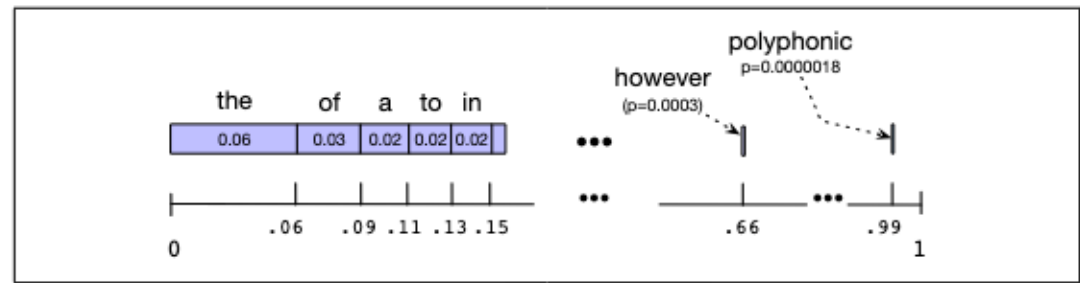 polyphonic
p=0.0000018
however
(p=0.0003)
the of a to in
0.06 0.03 0.02 0.02 0.02
•••
••• •••
.06 .09 .11 .13 .15 .66 .99
0 1